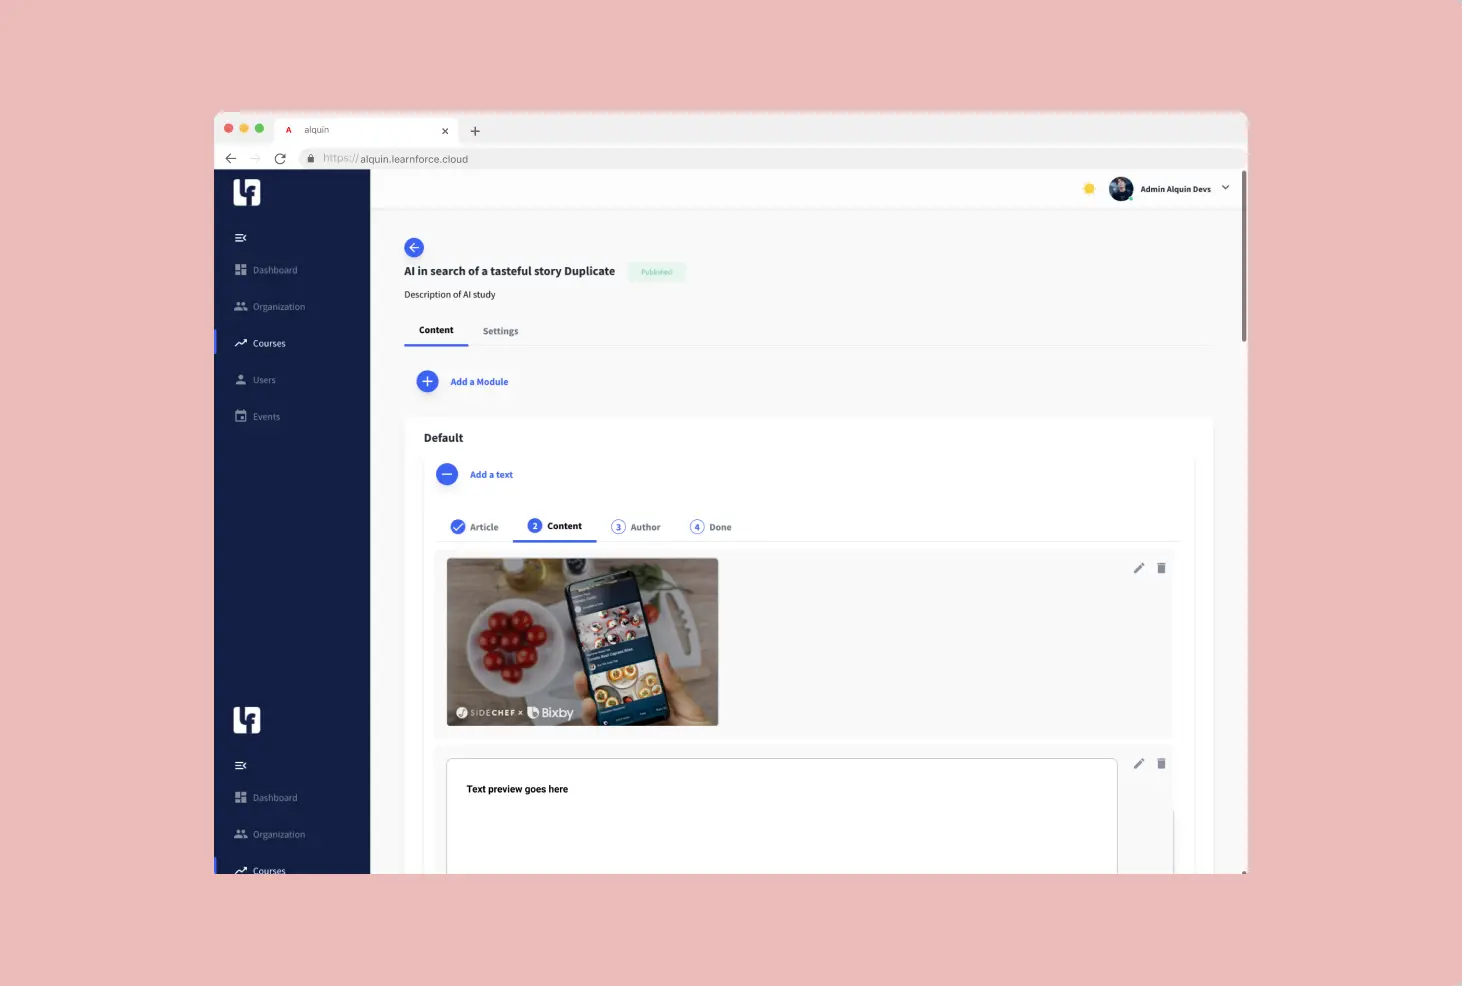 A alquin
https://alquin.learnforce.cloud
Admin Alquin Devs
Dashboard
Organization
Courses
Users
Events
AI in search of a tasteful story Duplicate
Published
Description of AI study
Content Settings
Add a Module
Default
Add a text
Article 2 Content 3 Author 4 Done
SIDECHEF × Bixby
Text preview goes here
Dashboard
Organization
Courses